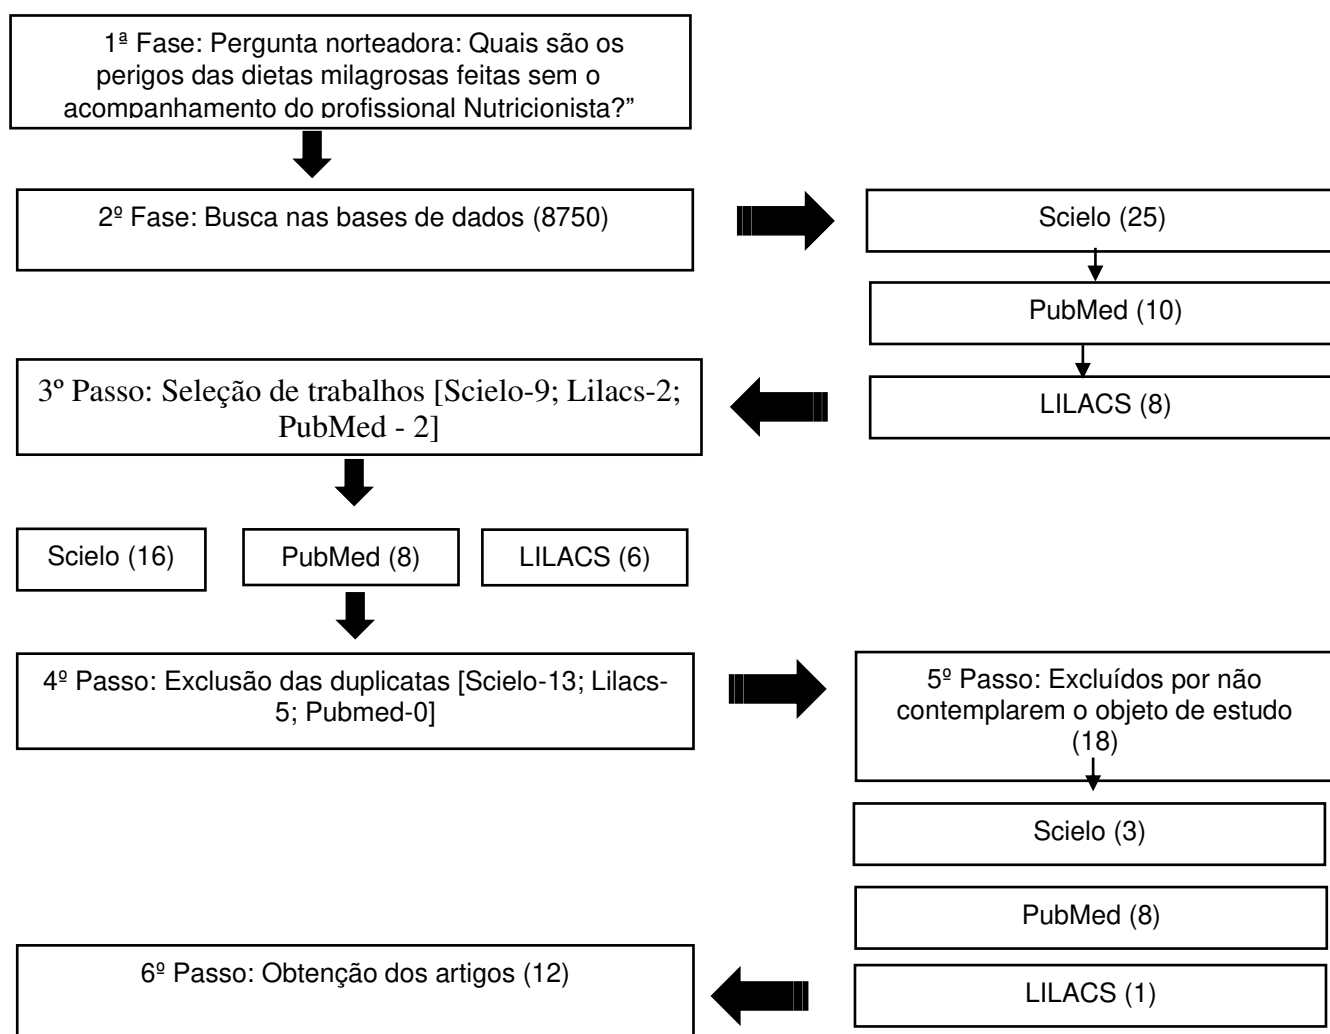 1ª Fase: Pergunta norteadora: Quais são os
perigos das dietas milagrosas feitas sem o
acompanhamento do profissional Nutricionista?”
2º Fase: Busca nas bases de dados (8750)
Scielo (25)
PubMed (10)
LILACS (8)
3º Passo: Seleção de trabalhos [Scielo-9; Lilacs-2;
PubMed - 2]
Scielo (16)
PubMed (8)
LILACS (6)
4º Passo: Exclusão das duplicatas [Scielo-13; Lilacs-
5; Pubmed-0]
5º Passo: Excluídos por não
contemplarem o objeto de estudo
(18)
Scielo (3)
PubMed (8)
LILACS (1)
6º Passo: Obtenção dos artigos (12)